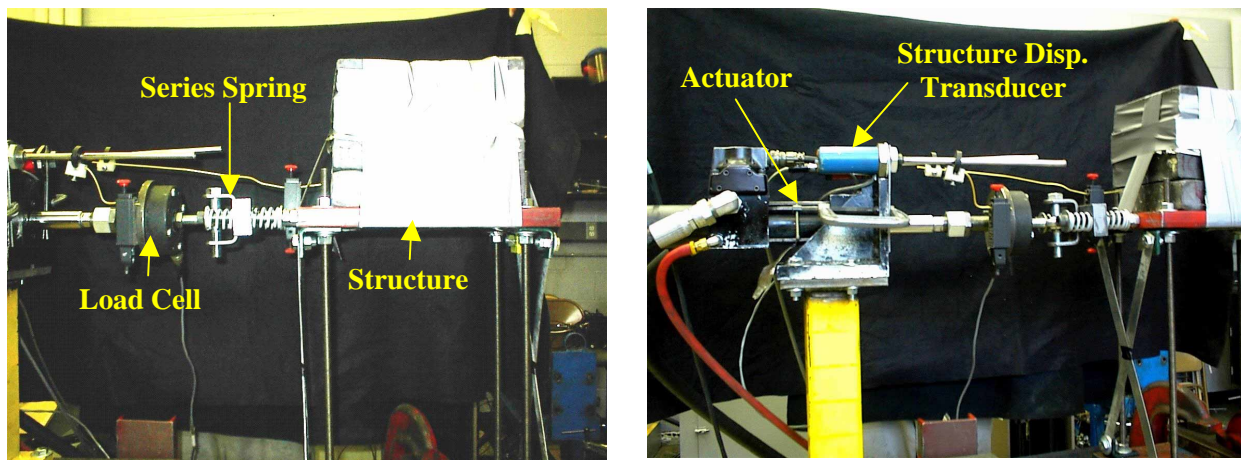 Series Spring
Load Cell
Structure
Actuator
Structure Disp.
Transducer